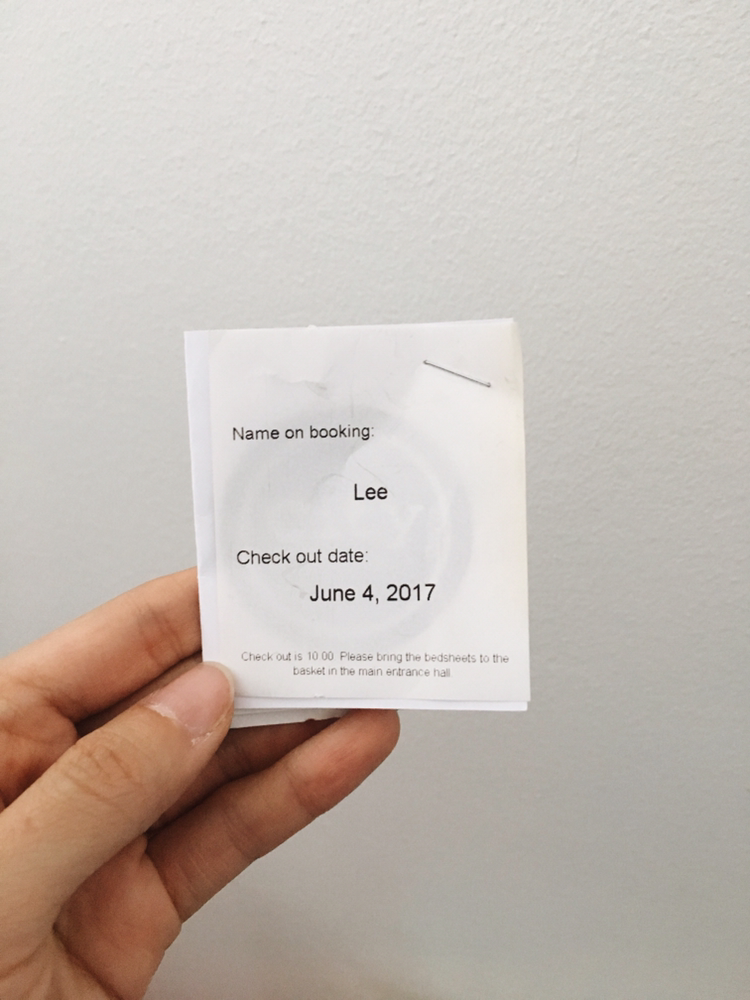 Name on booking:
Lee
Check out date:
June 4, 2017
Check out is 10.00. Please bring the bedsheets to the
basket in the main entrance hall.